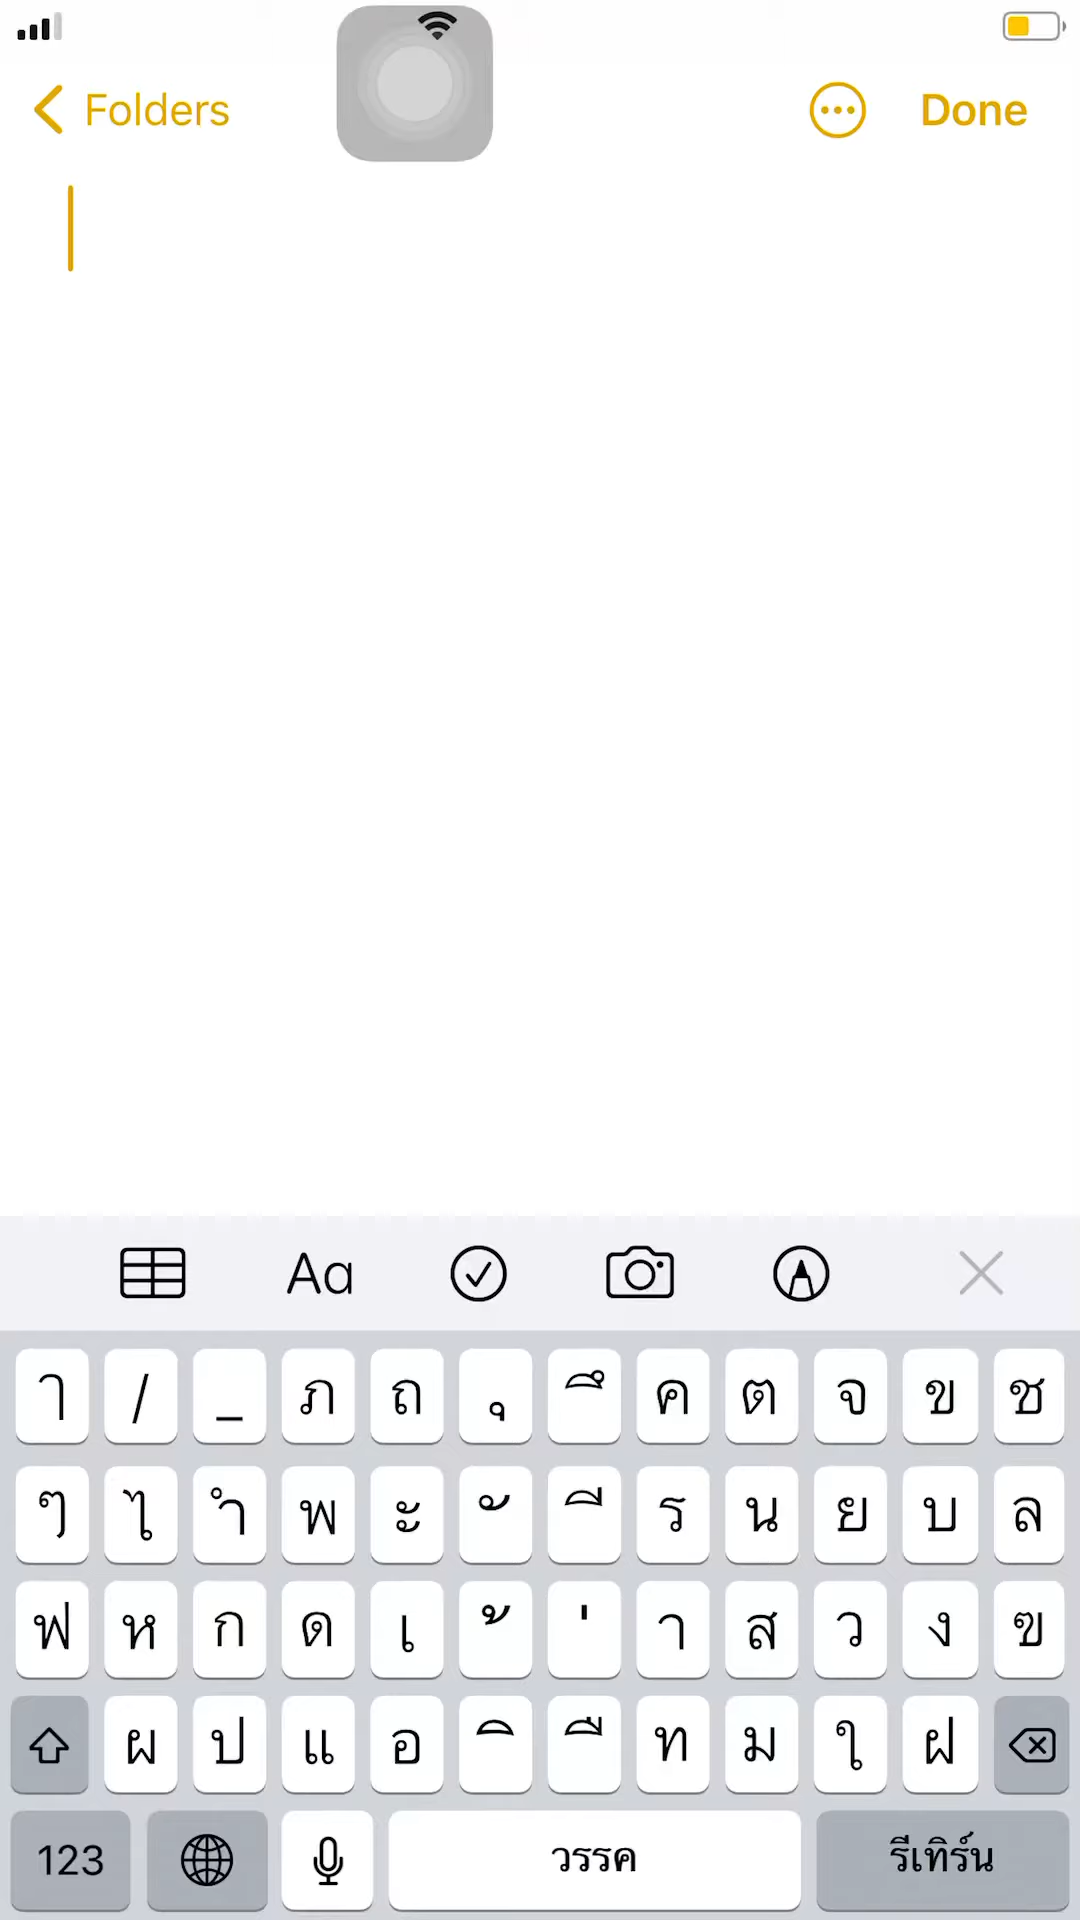 Folders Done
Aa
ๅ / _ ภ ถ ุ ึ ค ต จ ข ช
ๆ ไ ำ พ ะ ั ี ร น ย บ ล
ฟ ห ก ด เ ้ ่ า ส ว ง ฃ
ผ ป แ อ ิ ื ท ม ใ ฝ
123 วรรค รีเทิร์น